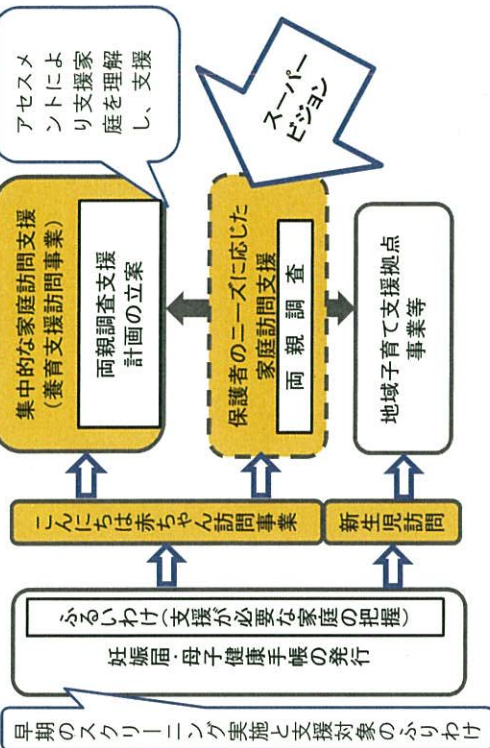 早期のスクリーニング実施と支援対象のふりわけ
妊娠届・母子健康手帳の発行
ふるいわけ(支援が必要な家庭の把握)
こんにちは赤ちゃん訪問事業
新生児訪問
集中的な家庭訪問支援
(養育支援訪問事業)
両親調査支援
計画の立案
アセスメ
ントによ
り支援家
庭を理解
し、支援
保護者のニーズに応じた
家庭訪問支援
両親調査
スーパー
ビジョン
地域子育て支援拠点
事業等